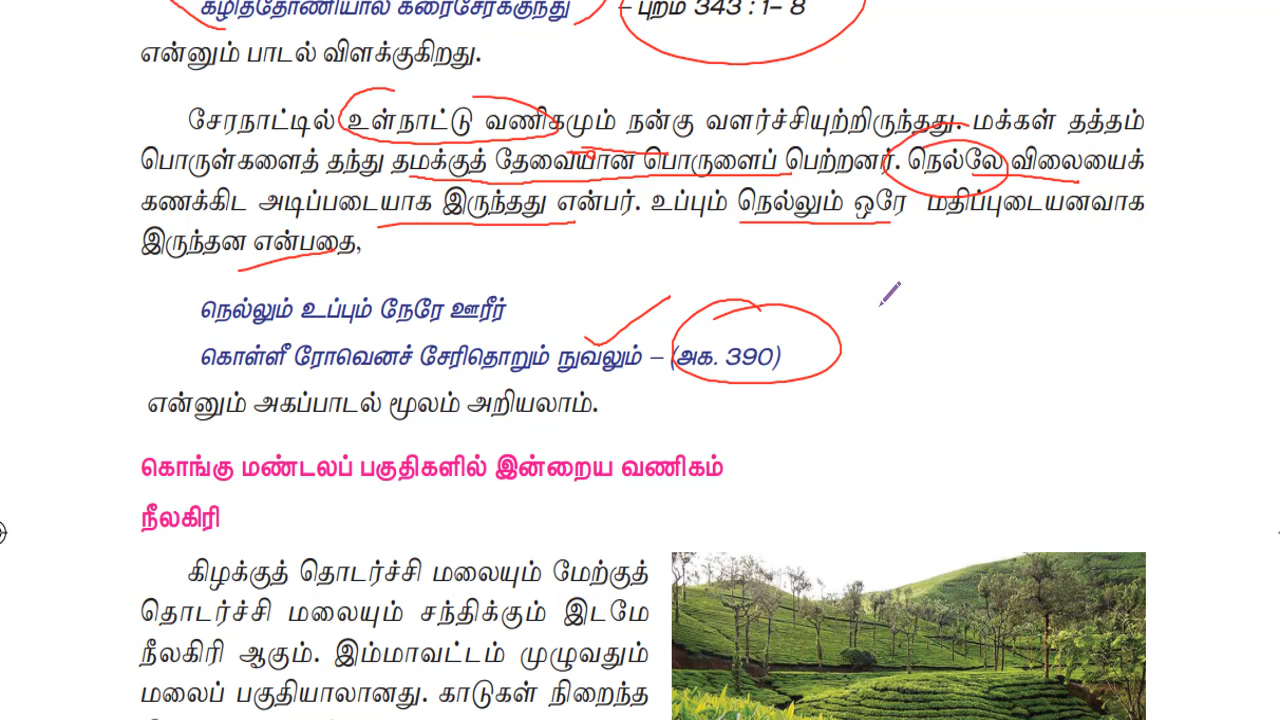 கழித்தோணியால் கரைசேர்க்குந்து – புறம் 343 : 1– 8
என்னும் பாடல் விளக்குகிறது.
சேரநாட்டில் உள்நாட்டு வணிகமும் நன்கு வளர்ச்சியுற்றிருந்தது. மக்கள் தத்தம்
பொருள்களைத் தந்து தமக்குத் தேவையான பொருளைப் பெற்றனர். நெல்லே விலையைக்
கணக்கிட அடிப்படையாக இருந்தது என்பர். உப்பும் நெல்லும் ஒரே மதிப்புடையனவாக
இருந்தன என்பதை,
நெல்லும் உப்பும் நேரே ஊரீர்
கொள்ளீ ரோவெனச் சேரிதொறும் நுவலும் – (அக. 390)
என்னும் அகப்பாடல் மூலம் அறியலாம்.
கொங்கு மண்டலப் பகுதிகளில் இன்றைய வணிகம்
நீலகிரி
கிழக்குத் தொடர்ச்சி மலையும் மேற்குத்
தொடர்ச்சி மலையும் சந்திக்கும் இடமே
நீலகிரி ஆகும். இம்மாவட்டம் முழுவதும்
மலைப் பகுதியாலானது. காடுகள் நிறைந்த